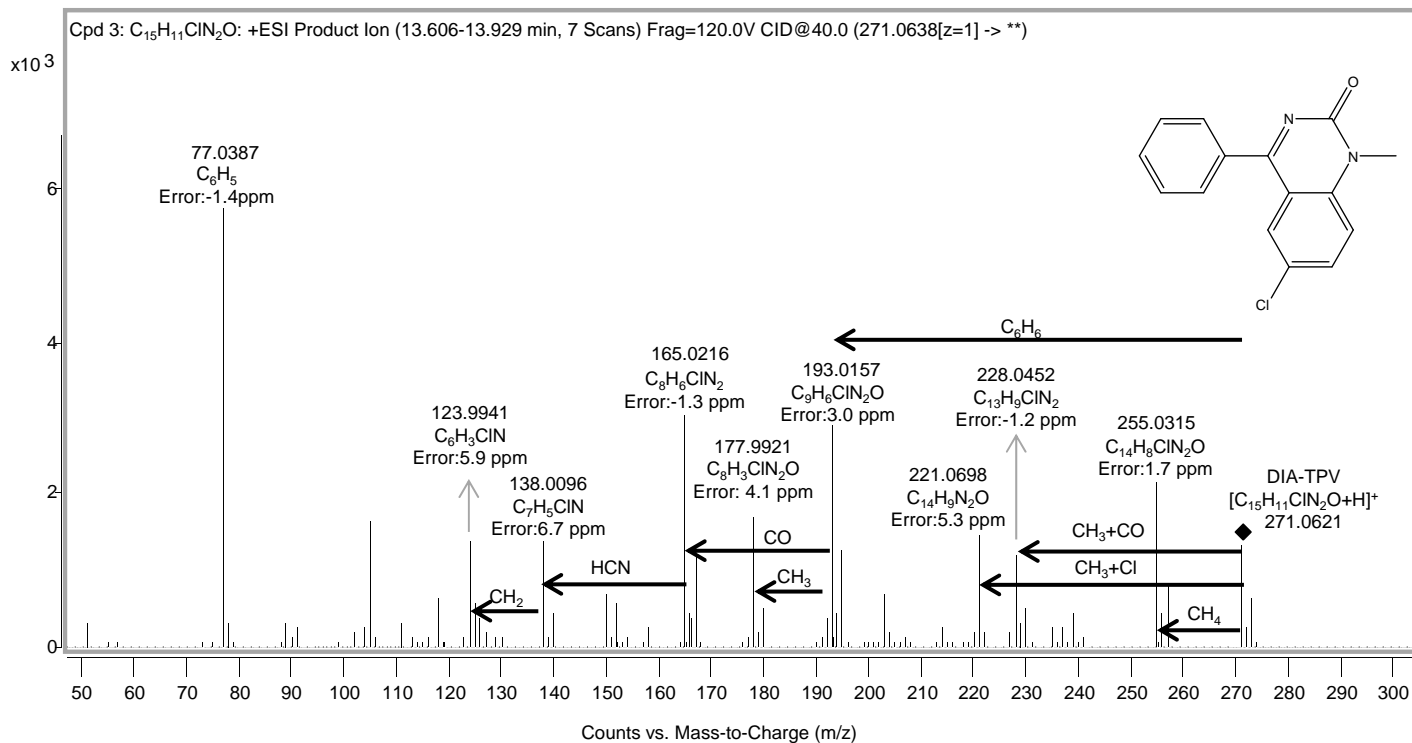 Cpd 3: C₁₅H₁₁ClN₂O: +ESI Product Ion (13.606-13.929 min, 7 Scans) Frag=120.0V CID@40.0 (271.0638[z=1] -> **)
x10 ³
6
4
2
0
77.0387
C₆H₅
Error:-1.4ppm
O
N
N
Cl
C₆H₆
165.0216
C₈H₆ClN₂
Error:-1.3 ppm
193.0157
C₉H₆ClN₂O
Error:3.0 ppm
228.0452
C₁₃H₉ClN₂
Error:-1.2 ppm
123.9941
C₆H₃ClN
Error:5.9 ppm
177.9921
C₈H₃ClN₂O
Error: 4.1 ppm
255.0315
C₁₄H₈ClN₂O
Error:1.7 ppm
138.0096
C₇H₅ClN
Error:6.7 ppm
221.0698
C₁₄H₉N₂O
Error:5.3 ppm
DIA-TPV
[C₁₅H₁₁ClN₂O+H]⁺
271.0621
CO
CH₃+CO
HCN
CH₃
CH₃+Cl
CH₂
CH₄
50 60 70 80 90 100 110 120 130 140 150 160 170 180 190 200 210 220 230 240 250 260 270 280 290 300
Counts vs. Mass-to-Charge (m/z)